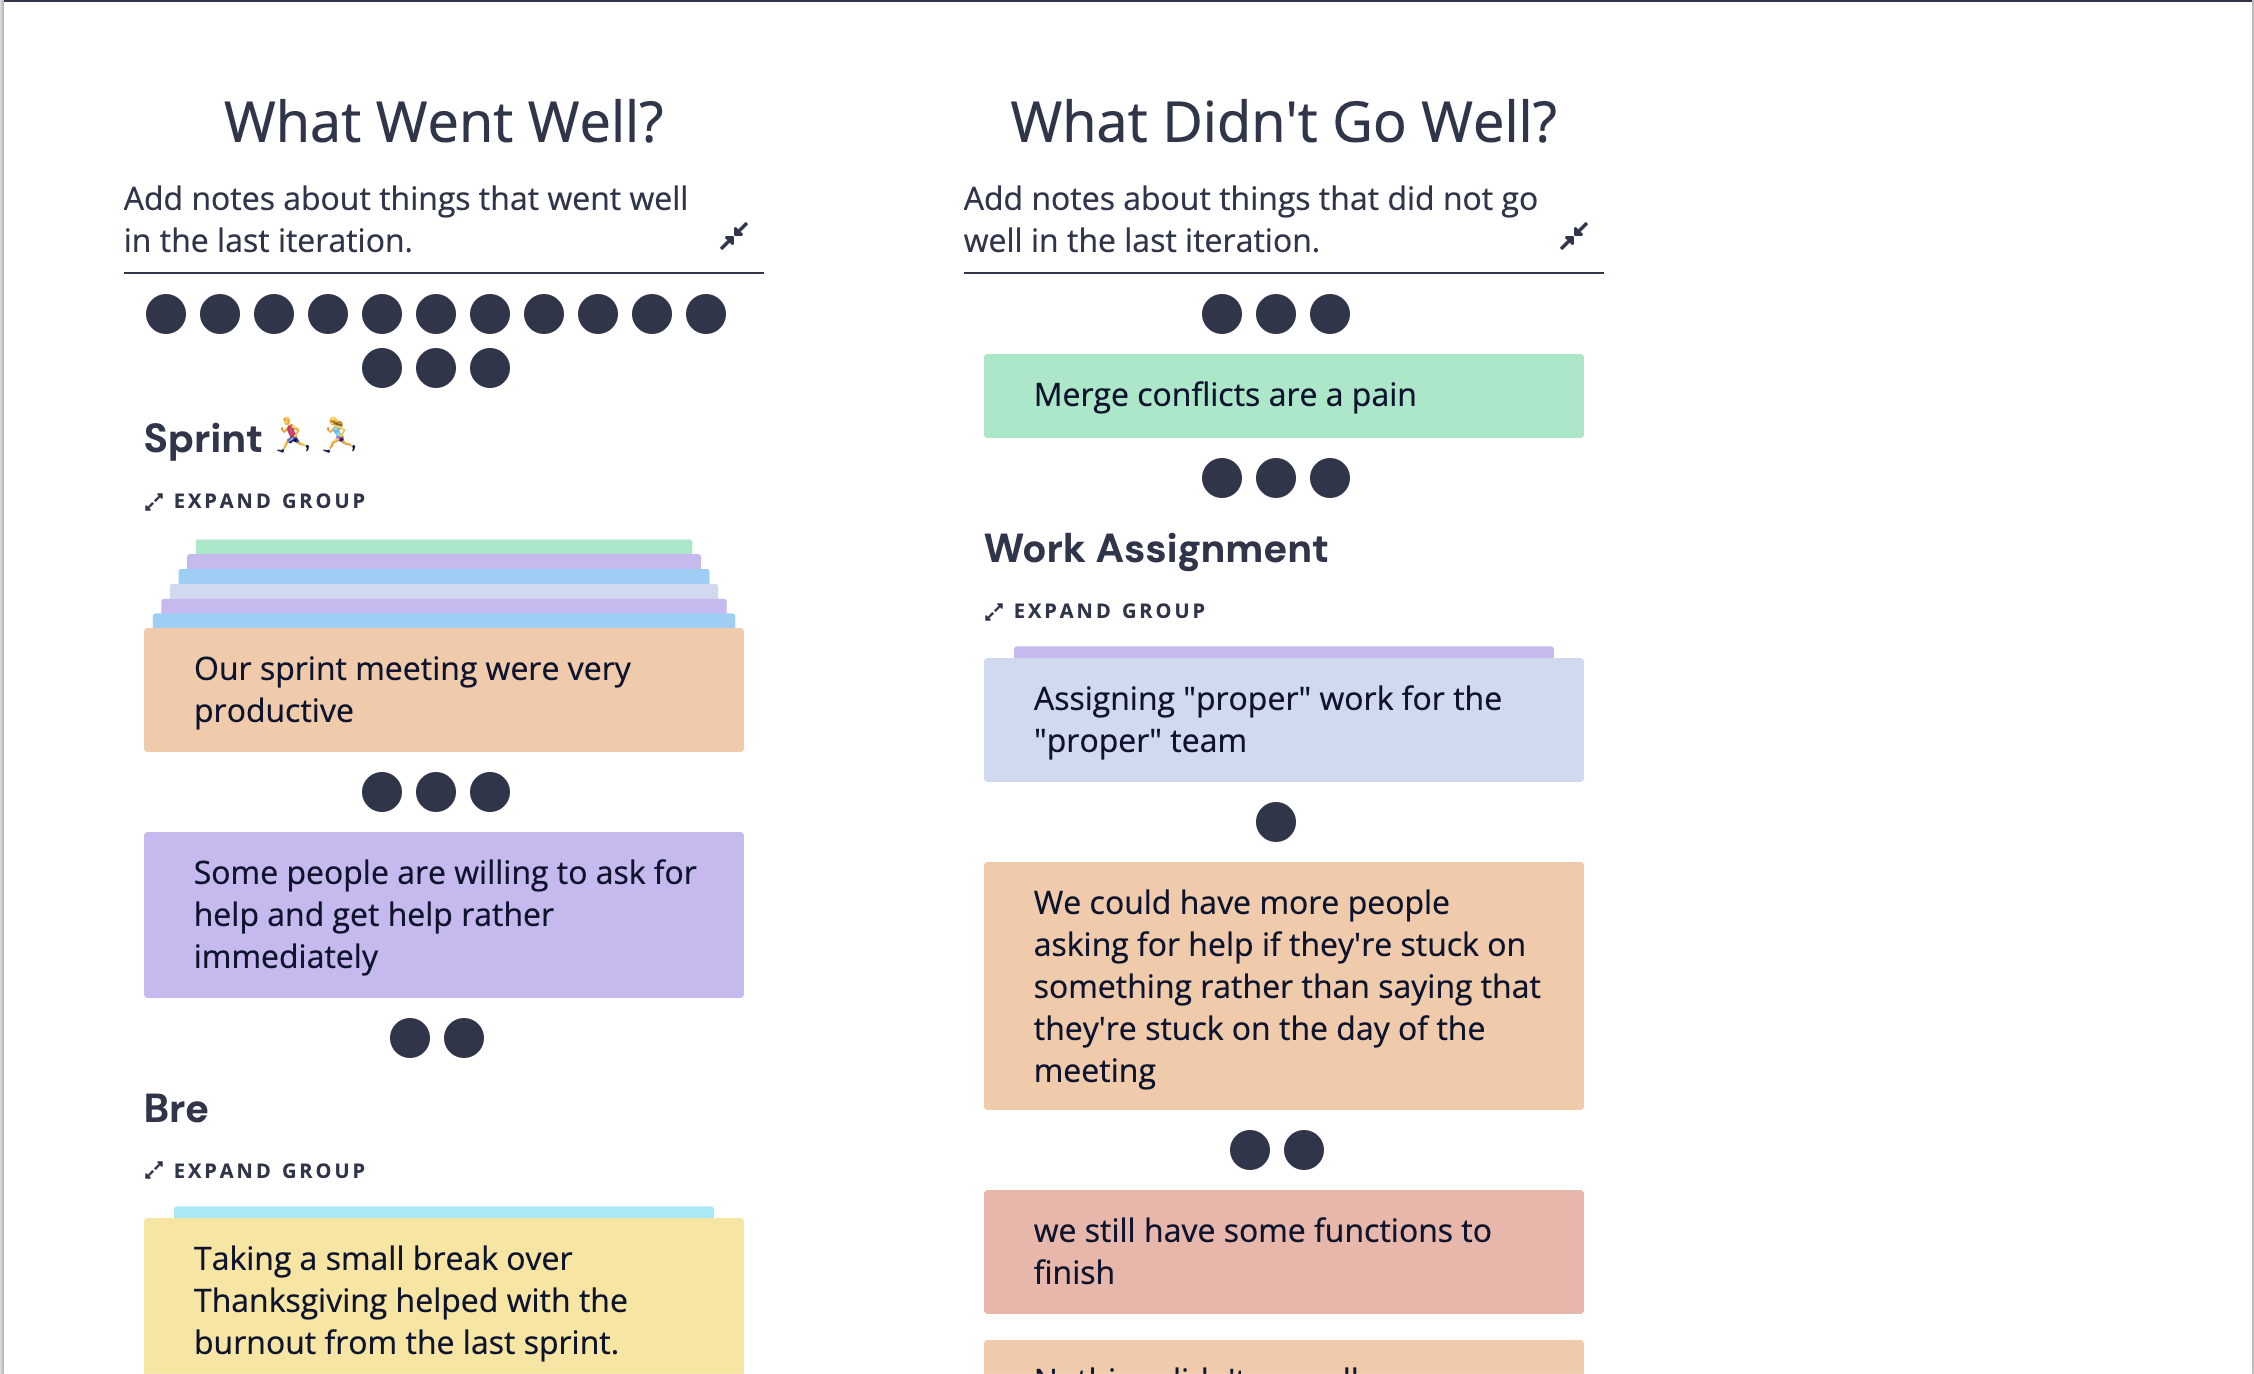 What Went Well?
Add notes about things that went well
in the last iteration.
Sprint
EXPAND GROUP
Our sprint meeting were very
productive
Some people are willing to ask for
help and get help rather
immediately
Bre
EXPAND GROUP
Taking a small break over
Thanksgiving helped with the
burnout from the last sprint.
What Didn't Go Well?
Add notes about things that did not go
well in the last iteration.
Merge conflicts are a pain
Work Assignment
EXPAND GROUP
Assigning "proper" work for the
"proper" team
We could have more people
asking for help if they're stuck on
something rather than saying that
they're stuck on the day of the
meeting
we still have some functions to
finish